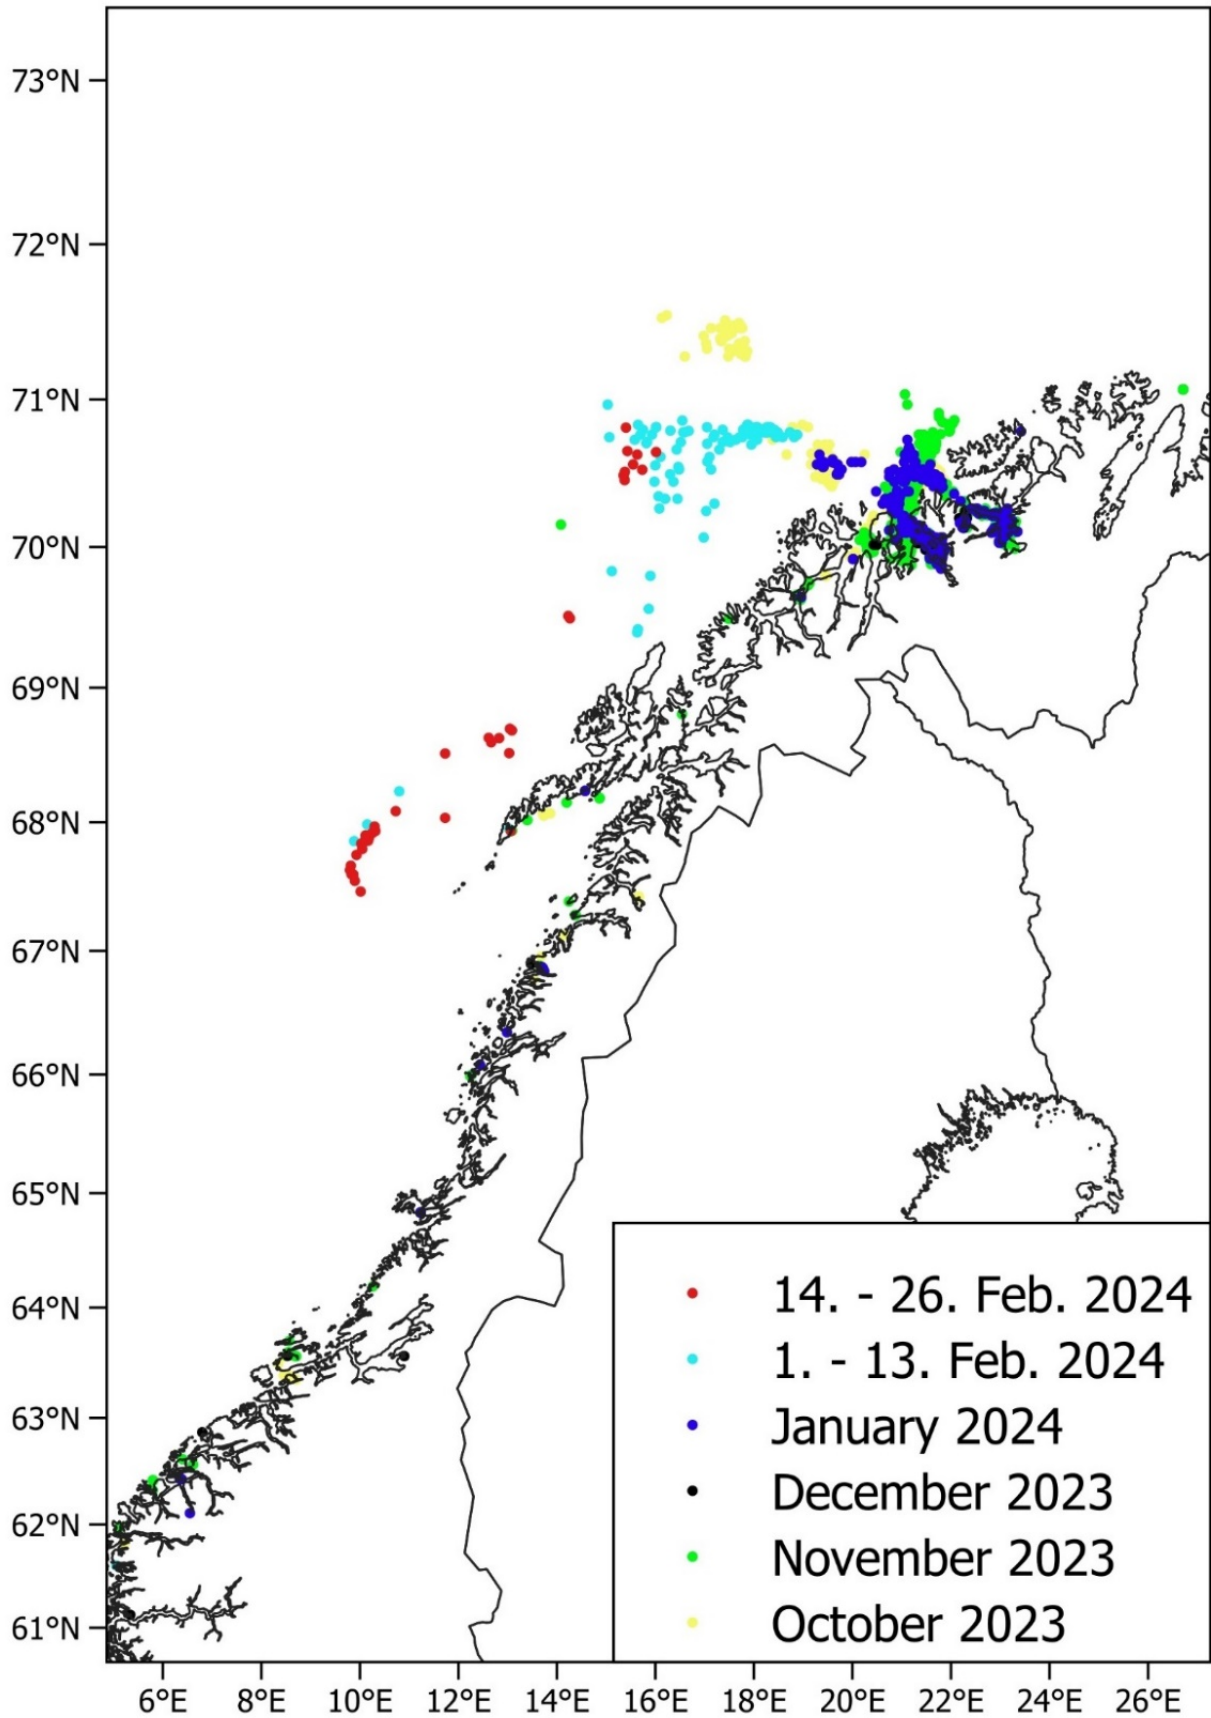 73°N
72°N
71°N
70°N
69°N
68°N
67°N
66°N
65°N
64°N
63°N
62°N
61°N
14. - 26. Feb. 2024
1. - 13. Feb. 2024
January 2024
December 2023
November 2023
October 2023
6°E 8°E 10°E 12°E 14°E 16°E 18°E 20°E 22°E 24°E 26°E